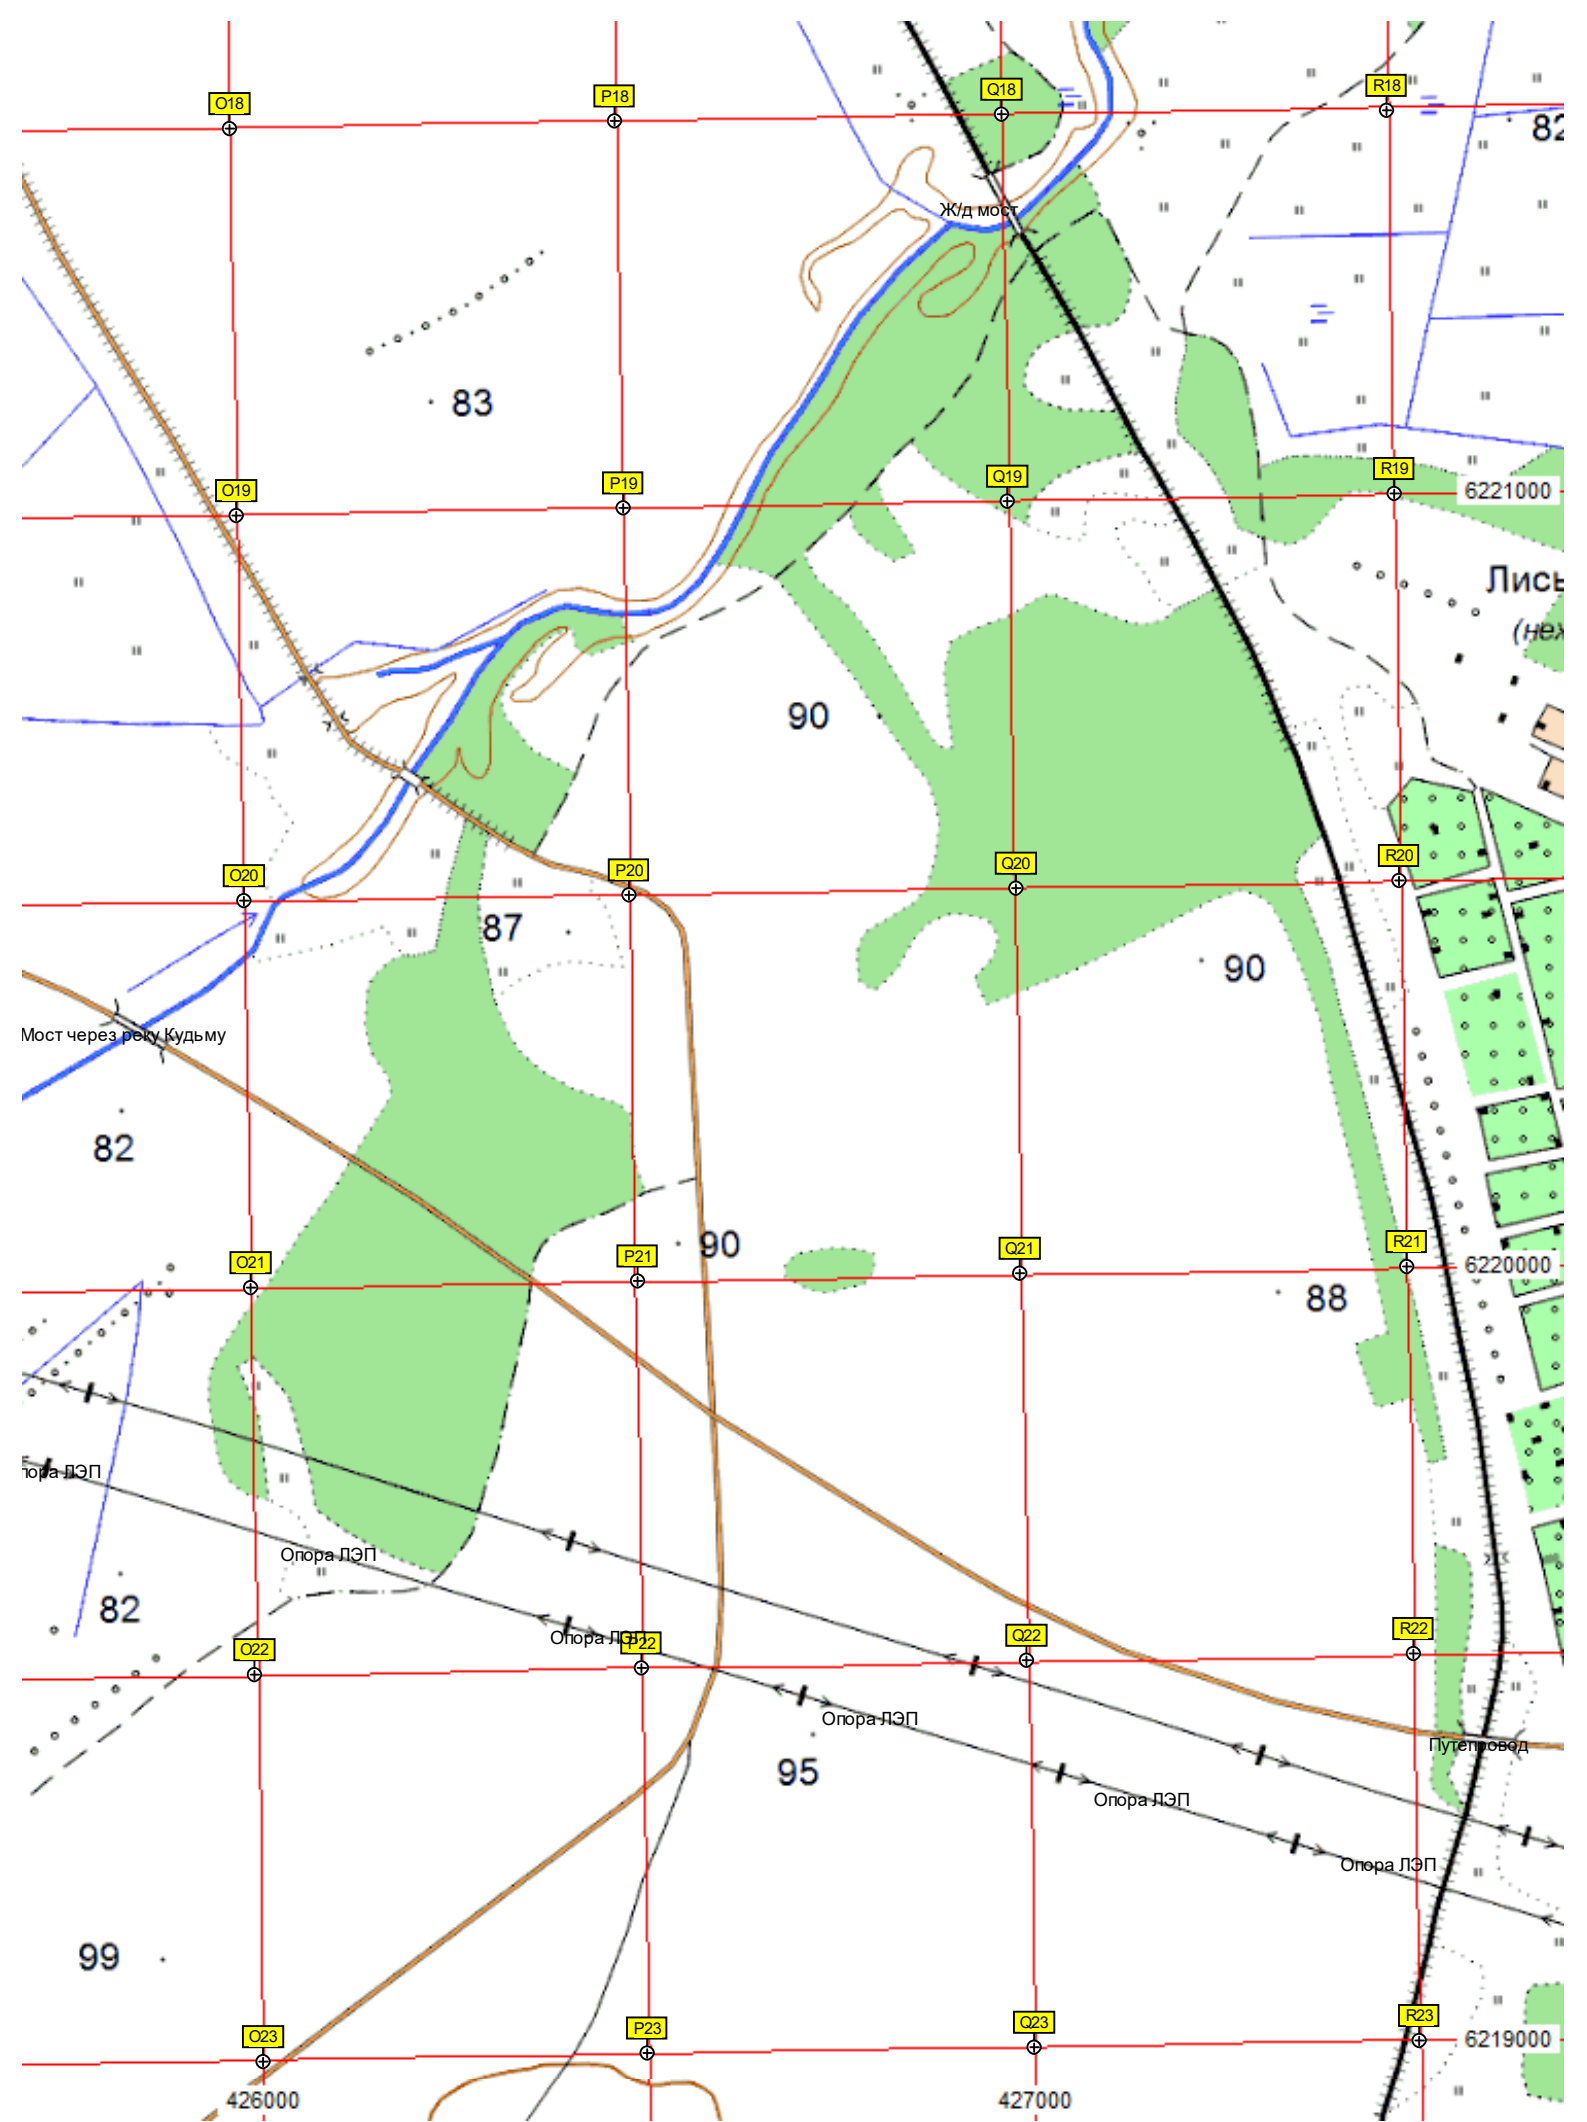 O18
P18
Q18
R18
82
Ж/д мост
83
O19
P19
Q19
R19
6221000
Лись
(неж
90
O20
P20
Q20
R20
87
90
Мост через реку Кудьму
82
O21
P21
90
Q21
R21
6220000
88
пора ЛЭП
Опора ЛЭП
82
O22
Опора ЛЭП
P22
Q22
R22
Опора ЛЭП
Путепровод
95
Опора ЛЭП
Опора ЛЭП
99
O23
P23
Q23
R23
6219000
426000
427000